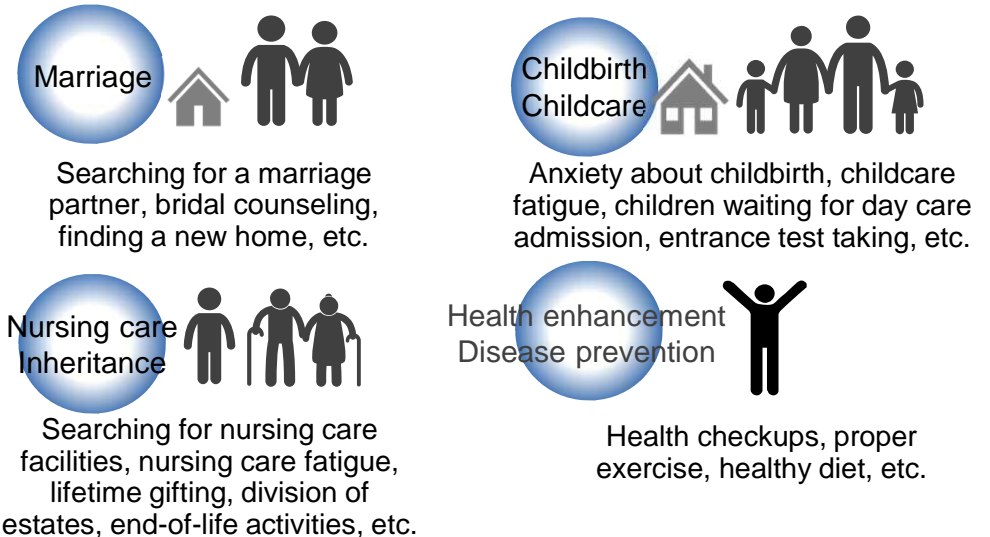 Marriage
Searching for a marriage
partner, bridal counseling,
finding a new home, etc.
Childbirth
Childcare
Anxiety about childbirth, childcare
fatigue, children waiting for day care
admission, entrance test taking, etc.
Nursing care
Inheritance
Searching for nursing care
facilities, nursing care fatigue,
lifetime gifting, division of
estates, end-of-life activities, etc.
Health enhancement
Disease prevention
Health checkups, proper
exercise, healthy diet, etc.